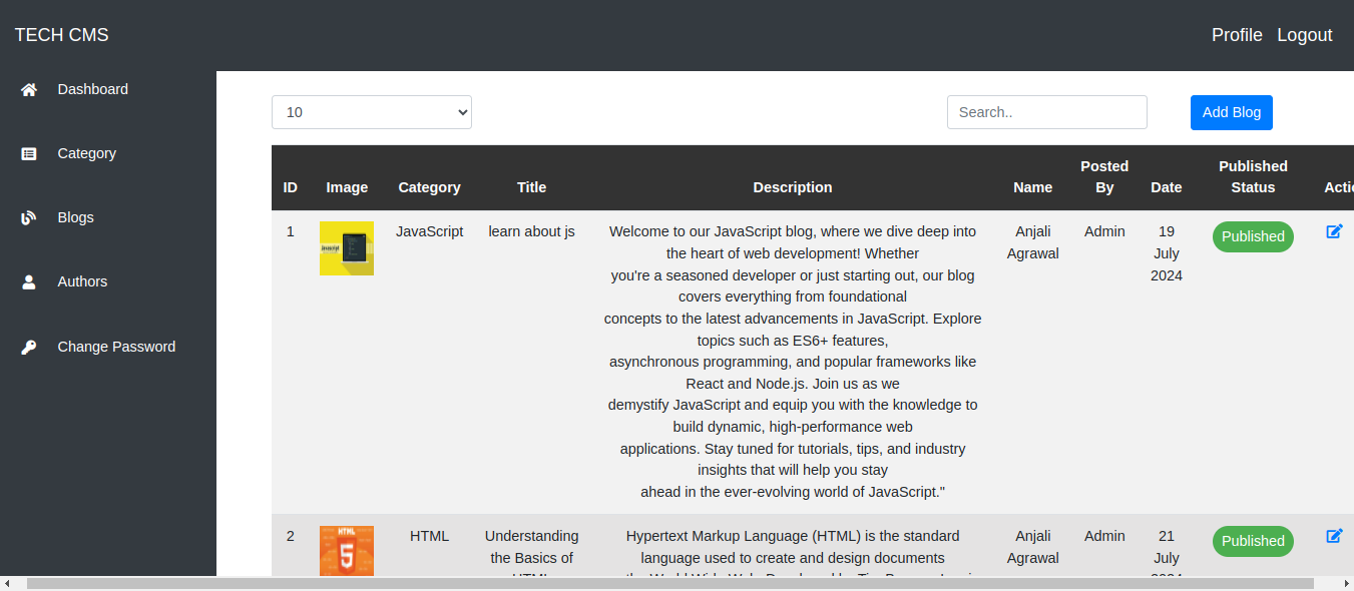 TECH CMS
Profile Logout
Dashboard
Category
Blogs
Authors
Change Password
10
Search..
Add Blog
ID Image Category Title Description Name Posted By Date Published Status
1 JavaScript learn about js
Welcome to our JavaScript blog, where we dive deep into
the heart of web development! Whether
you're a seasoned developer or just starting out, our blog
covers everything from foundational
concepts to the latest advancements in JavaScript. Explore
topics such as ES6+ features,
asynchronous programming, and popular frameworks like
React and Node.js. Join us as we
demystify JavaScript and equip you with the knowledge to
build dynamic, high-performance web
applications. Stay tuned for tutorials, tips, and industry
insights that will help you stay
ahead in the ever-evolving world of JavaScript."
Anjali
Agrawal
Admin
19
July
2024
Published
2 HTML
Understanding
the Basics of
HTML
5
Hypertext Markup Language (HTML) is the standard
language used to create and design documents
Anjali
Agrawal
Admin
21
July
Published